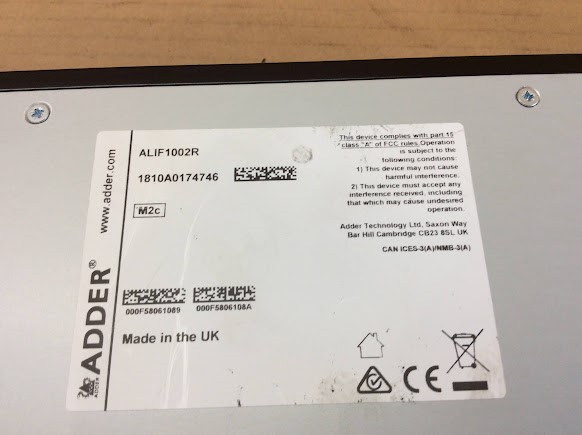 ALIF1002R
1810A0174746
M2c
000F58061089
000F5806108A
Made in the UK
www.adder.com
ADDER®
ADDER
This device complies with part 15
class "A" of FCC rules. Operation
is subject to the
following conditions:
1) This device may not cause
harmful interference.
2) This device must accept any
interference received, including
that which may cause undesired
operation.
Adder Technology Ltd, Saxon Way
Bar Hill Cambridge CB23 8SL UK
CAN ICES-3(A)/NMB-3(A)
CE